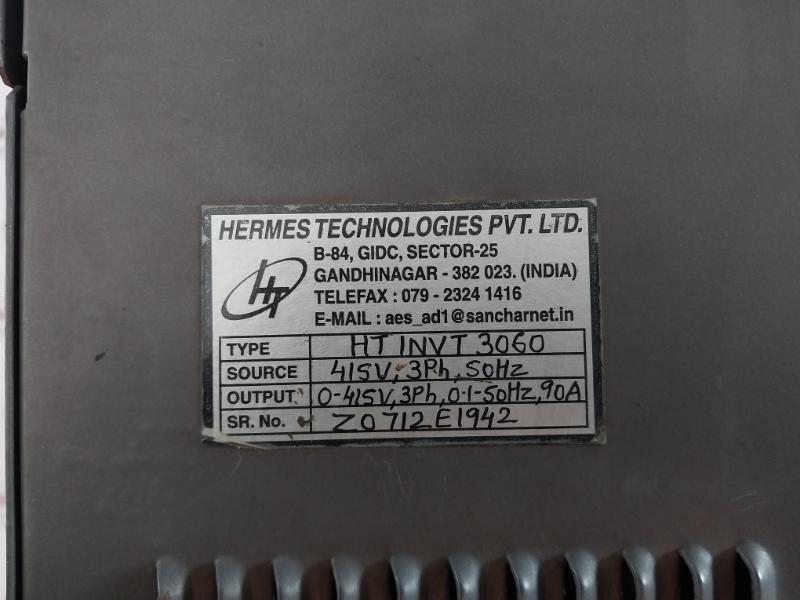 HERMES TECHNOLOGIES PVT. LTD.
B-84, GIDC, SECTOR-25
GANDHINAGAR - 382 023. (INDIA)
TELEFAX : 079 - 2324 1416
E-MAIL : aes_ad1@sancharnet.in
HT
TYPE HT INVT 3060
SOURCE 415V, 3Ph, 50Hz
OUTPUT 0-415V, 3Ph, 0.1-50Hz, 90A
SR. No. Z0712E1942